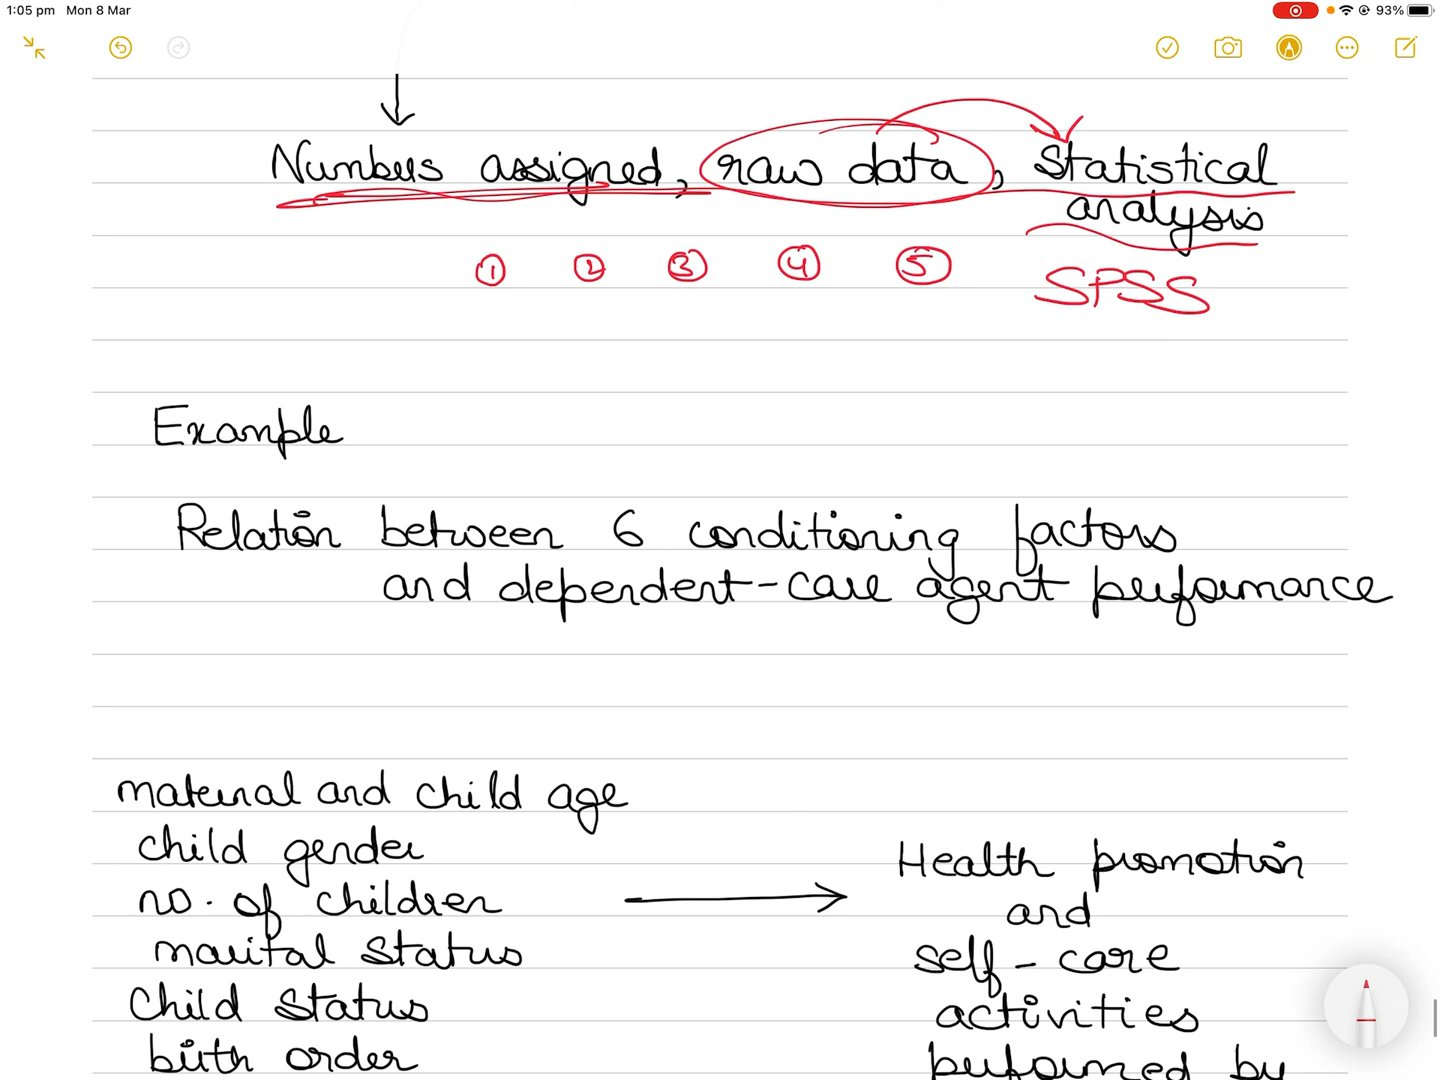 1:05 pm Mon 8 Mar 93%
Numbers assigned, raw data, Statistical
analysis
1 2 3 4 5 SPSS
Example
Relation between 6 conditioning factors
and dependent-care agent performance
maternal and child age
child gender
no. of children
marital status
Child status
birth order
Health promotion
and
self-care
activities
performed by